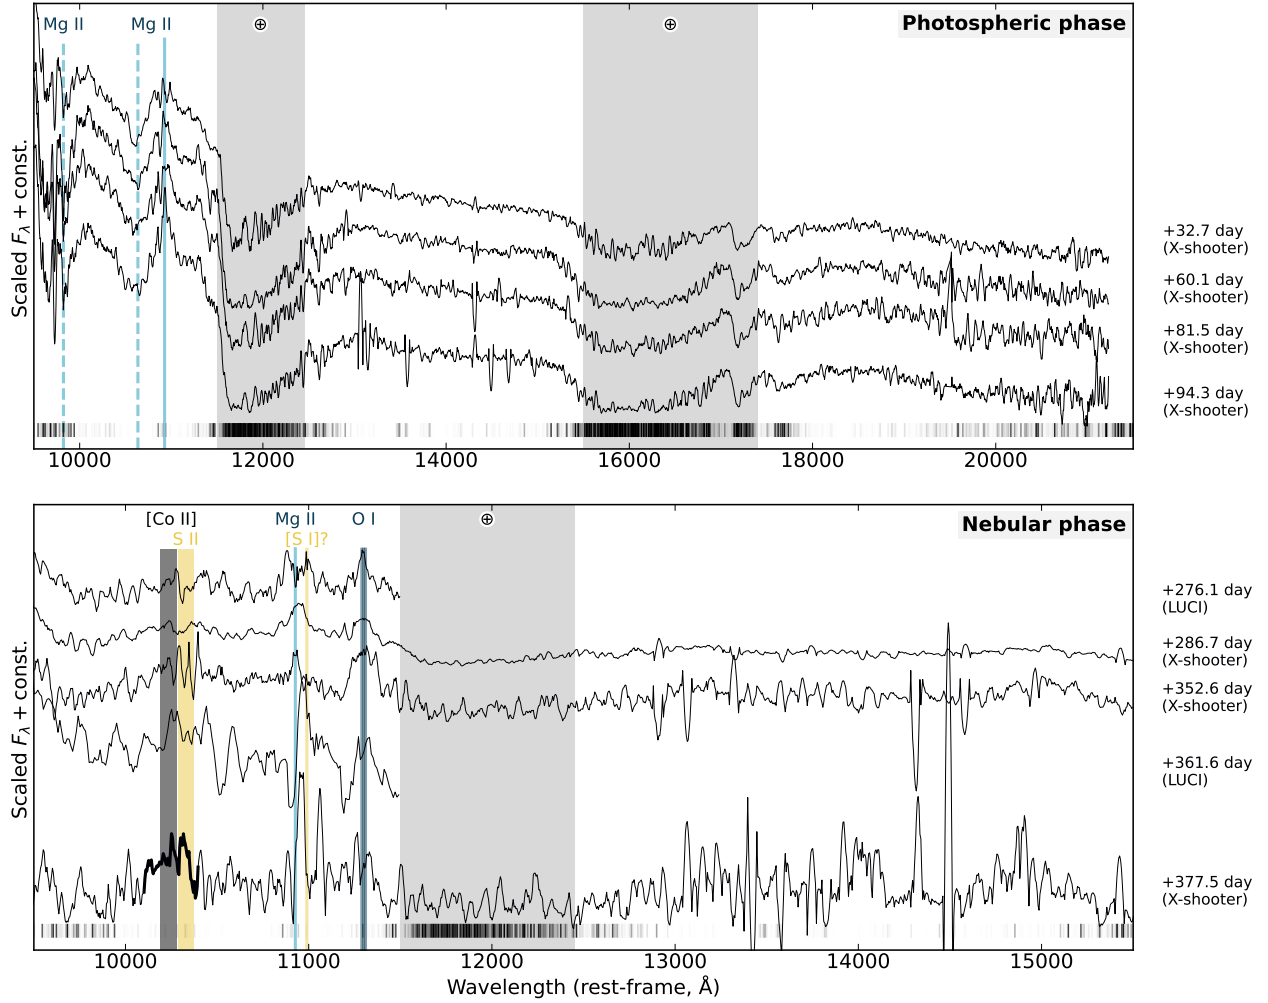 Mg II Mg II ⊕ ⊕ Photospheric phase
Scaled Fλ + const.
+32.7 day
(X-shooter)
+60.1 day
(X-shooter)
+81.5 day
(X-shooter)
+94.3 day
(X-shooter)
10000 12000 14000 16000 18000 20000
[Co II] Mg II O I ⊕ Nebular phase
S II [S I]?
Scaled Fλ + const.
+276.1 day
(LUCI)
+286.7 day
(X-shooter)
+352.6 day
(X-shooter)
+361.6 day
(LUCI)
+377.5 day
(X-shooter)
10000 11000 12000 13000 14000 15000
Wavelength (rest-frame, Å)